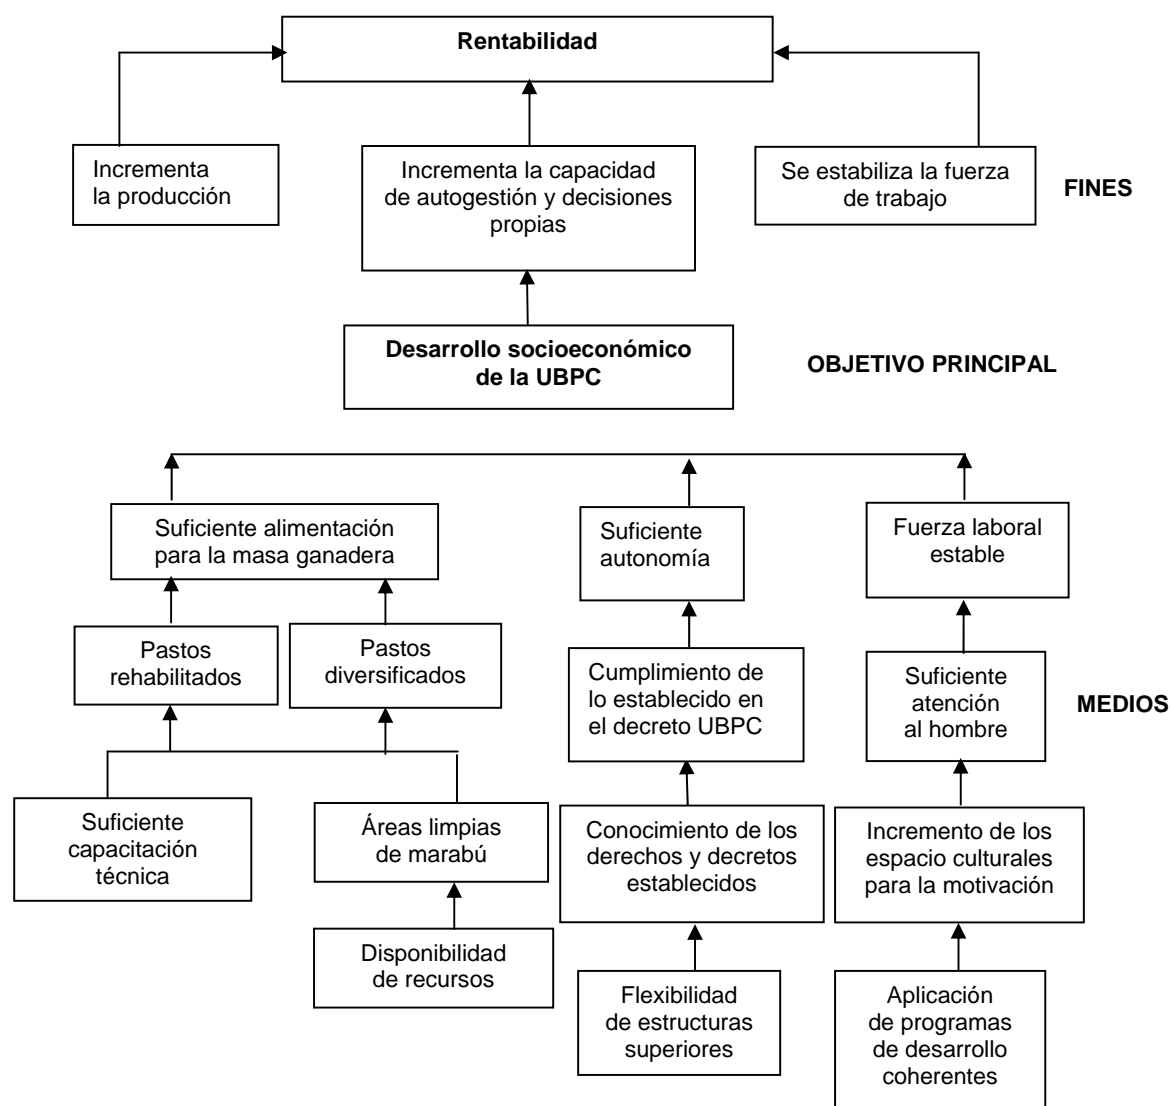 Rentabilidad
Incrementa
la producción
Incrementa la capacidad
de autogestión y decisiones
propias
Se estabiliza la fuerza
de trabajo
FINES
Desarrollo socioeconómico
de la UBPC
OBJETIVO PRINCIPAL
Suficiente alimentación
para la masa ganadera
Suficiente
autonomía
Fuerza laboral
estable
Pastos
rehabilitados
Pastos
diversificados
Cumplimiento de
lo establecido en
el decreto UBPC
Suficiente
atención
al hombre
MEDIOS
Suficiente
capacitación
técnica
Áreas limpias
de marabú
Conocimiento de los
derechos y decretos
establecidos
Incremento de los
espacio culturales
para la motivación
Disponibilidad
de recursos
Flexibilidad
de estructuras
superiores
Aplicación
de programas
de desarrollo
coherentes